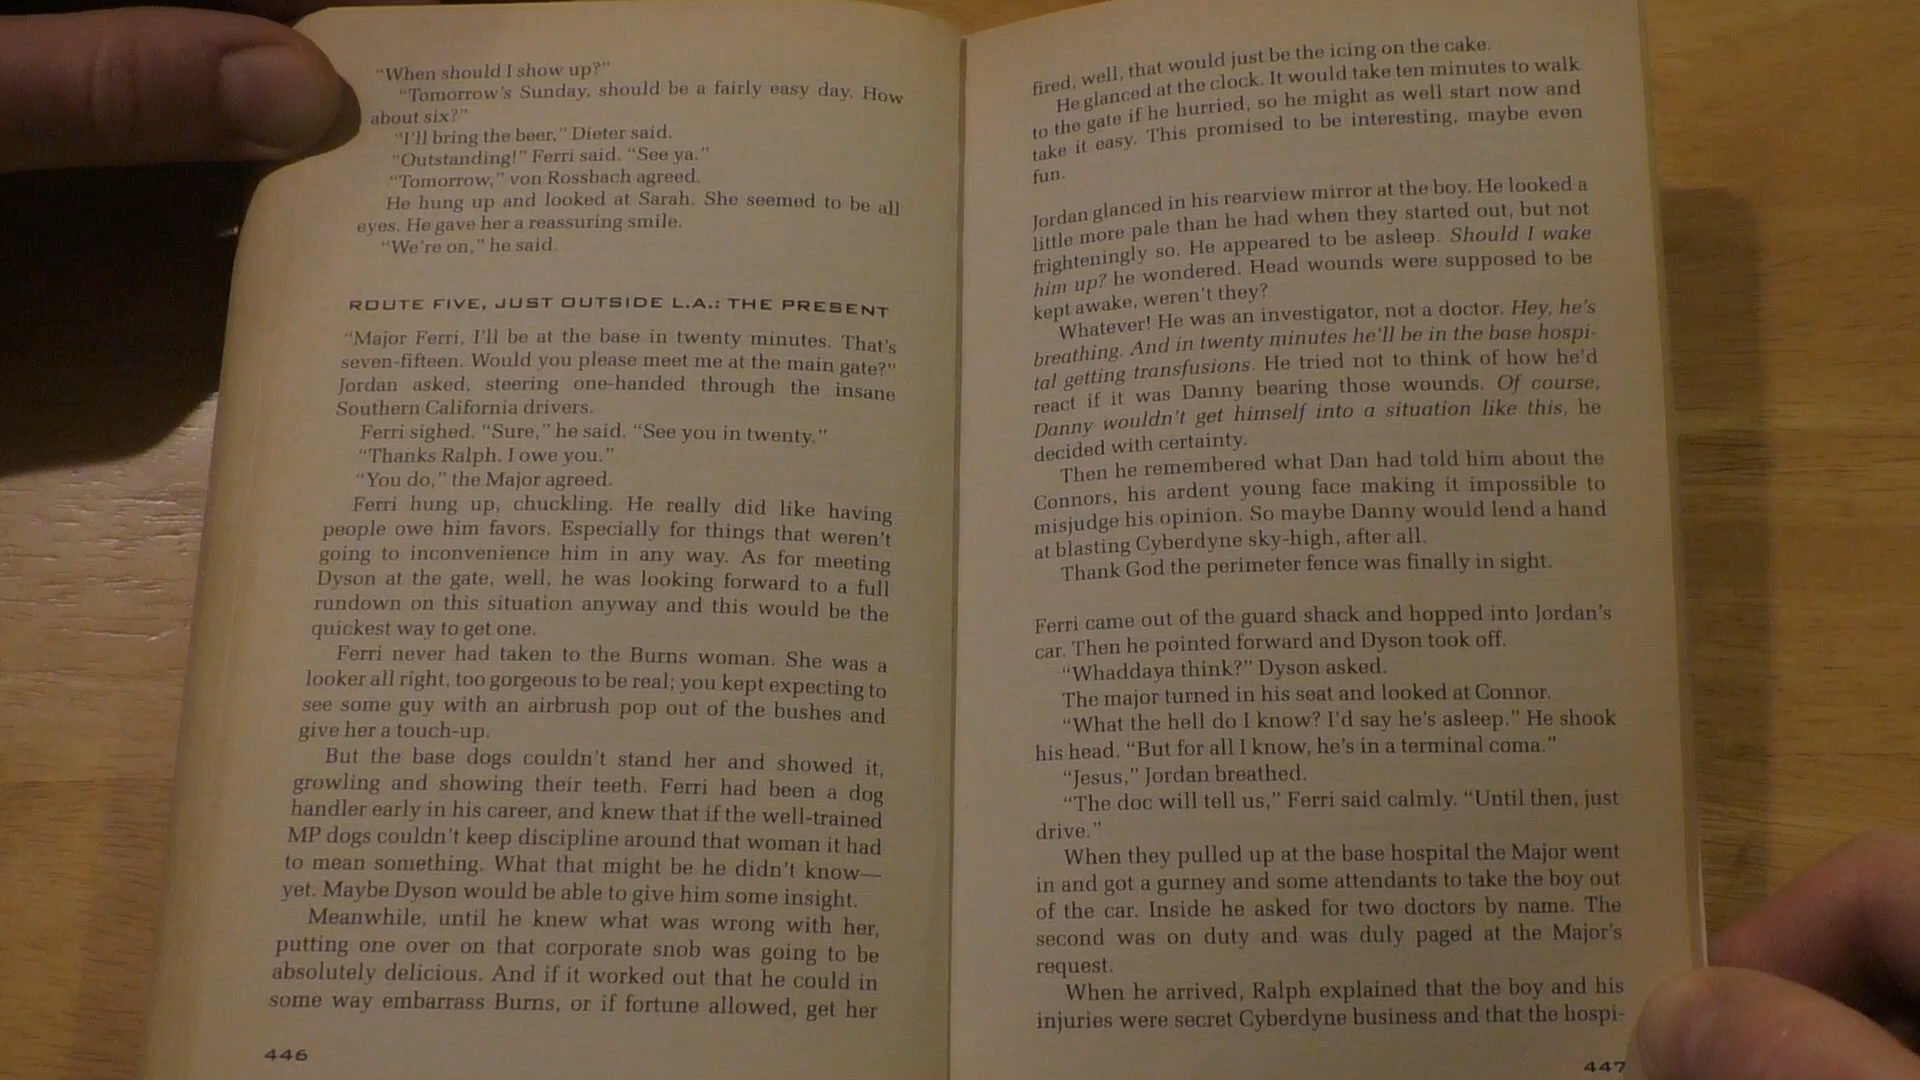 “When should I show up?”
“Tomorrow’s Sunday, should be a fairly easy day. How
about six?”
“I’ll bring the beer,” Dieter said.
“Outstanding!” Ferri said. “See ya.”
“Tomorrow,” von Rossbach agreed.
He hung up and looked at Sarah. She seemed to be all
eyes. He gave her a reassuring smile.
“We’re on,” he said.
ROUTE FIVE, JUST OUTSIDE L.A.: THE PRESENT
“Major Ferri, I’ll be at the base in twenty minutes. That’s
seven-fifteen. Would you please meet me at the main gate?”
Jordan asked, steering one-handed through the insane
Southern California drivers.
Ferri sighed. “Sure,” he said. “See you in twenty.”
“Thanks Ralph. I owe you.”
“You do,” the Major agreed.
Ferri hung up, chuckling. He really did like having
people owe him favors. Especially for things that weren’t
going to inconvenience him in any way. As for meeting
Dyson at the gate, well, he was looking forward to a full
rundown on this situation anyway and this would be the
quickest way to get one.
Ferri never had taken to the Burns woman. She was a
looker all right, too gorgeous to be real; you kept expecting to
see some guy with an airbrush pop out of the bushes and
give her a touch-up.
But the base dogs couldn’t stand her and showed it,
growling and showing their teeth. Ferri had been a dog
handler early in his career, and knew that if the well-trained
MP dogs couldn’t keep discipline around that woman it had
to mean something. What that might be he didn’t know—
yet. Maybe Dyson would be able to give him some insight.
Meanwhile, until he knew what was wrong with her,
putting one over on that corporate snob was going to be
absolutely delicious. And if it worked out that he could in
some way embarrass Burns, or if fortune allowed, get her
446
fired, well, that would just be the icing on the cake.
He glanced at the clock. It would take ten minutes to walk
to the gate if he hurried, so he might as well start now and
take it easy. This promised to be interesting, maybe even
fun.
Jordan glanced in his rearview mirror at the boy. He looked a
little more pale than he had when they started out, but not
frighteningly so. He appeared to be asleep. Should I wake
him up? he wondered. Head wounds were supposed to be
kept awake, weren’t they?
Whatever! He was an investigator, not a doctor. Hey, he’s
breathing. And in twenty minutes he’ll be in the base hospi-
tal getting transfusions. He tried not to think of how he’d
react if it was Danny bearing those wounds. Of course,
Danny wouldn’t get himself into a situation like this, he
decided with certainty.
Then he remembered what Dan had told him about the
Connors, his ardent young face making it impossible to
misjudge his opinion. So maybe Danny would lend a hand
at blasting Cyberdyne sky-high, after all.
Thank God the perimeter fence was finally in sight.
Ferri came out of the guard shack and hopped into Jordan’s
car. Then he pointed forward and Dyson took off.
“Whaddaya think?” Dyson asked.
The major turned in his seat and looked at Connor.
“What the hell do I know? I’d say he’s asleep.” He shook
his head. “But for all I know, he’s in a terminal coma.”
“Jesus,” Jordan breathed.
“The doc will tell us,” Ferri said calmly. “Until then, just
drive.”
When they pulled up at the base hospital the Major went
in and got a gurney and some attendants to take the boy out
of the car. Inside he asked for two doctors by name. The
second was on duty and was duly paged at the Major’s
request.
When he arrived, Ralph explained that the boy and his
injuries were secret Cyberdyne business and that the hospi-
447